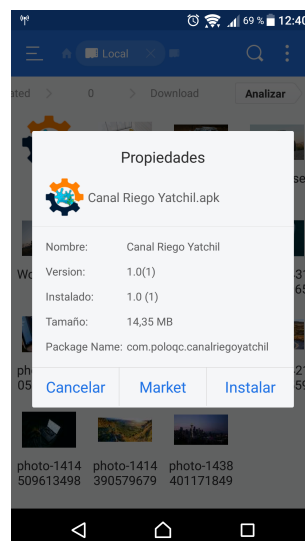 69 % 12:40
Local
ated > 0 > Download Analizar
Propiedades
Canal Riego Yatchil.apk
Nombre: Canal Riego Yatchil
Version: 1.0(1)
Instalado: 1.0 (1)
Tamaño: 14,35 MB
Package Name: com.poloqc.canalriegoyatchil
Cancelar Market Instalar
photo-1414 photo-1414 photo-1438
509613498 390579679 401171849